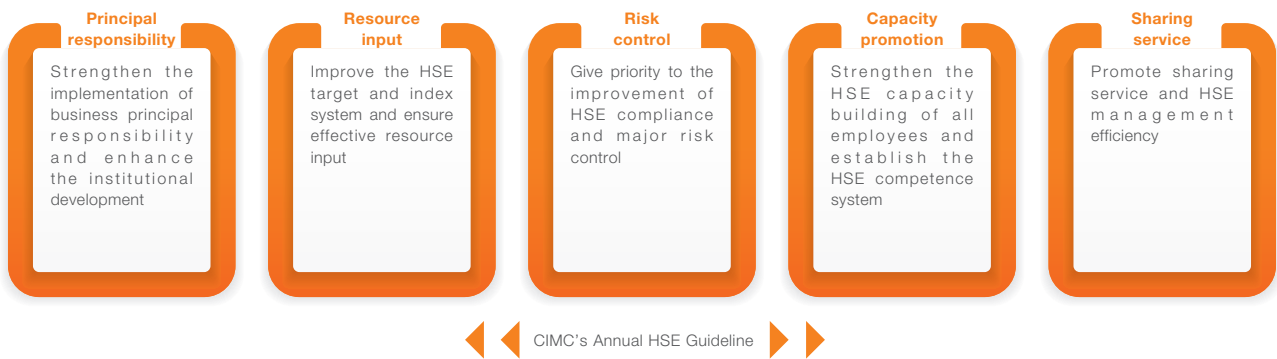 Principal
responsibility
Strengthen the
implementation of
business principal
responsibility
and enhance
the institutional
development
Resource
input
Improve the HSE
target and index
system and ensure
effective resource
input
Risk
control
Give priority to the
improvement of
HSE compliance
and major risk
control
Capacity
promotion
Strengthen the
HSE capacity
building of all
employees and
establish the
HSE competence
system
Sharing
service
Promote sharing
service and HSE
management
efficiency
CIMC's Annual HSE Guideline